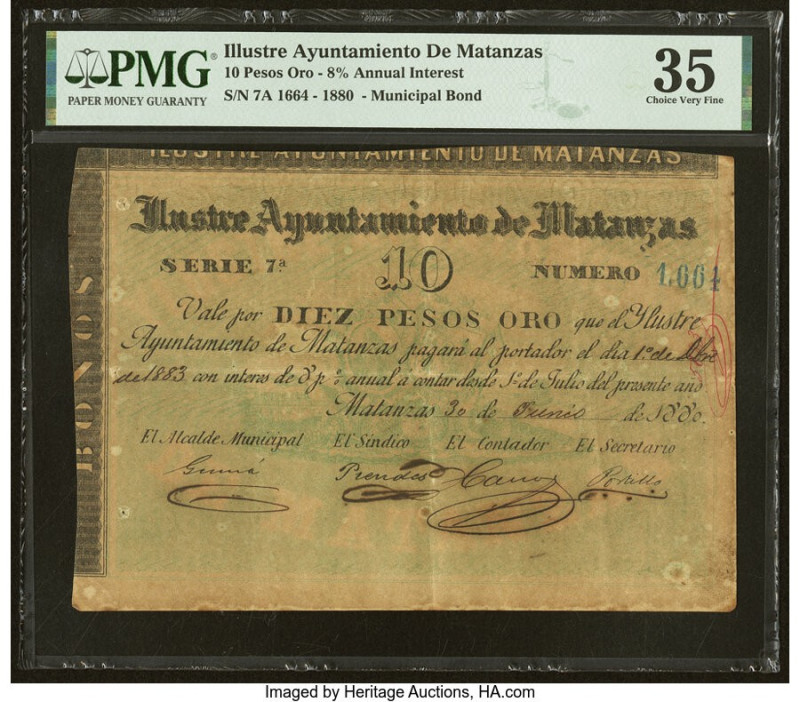 PMG®
PAPER MONEY GUARANTY
Illustre Ayuntamiento De Matanzas
10 Pesos Oro - 8% Annual Interest
S/N 7A 1664 - 1880 - Municipal Bond
35
Choice Very Fine
ILUSTRE AYUNTAMIENTO DE MATANZAS
BONOS
Ilustre Ayuntamiento de Matanzas
SERIE 7ª 10 NUMERO 1,664
Vale por DIEZ PESOS ORO que el Ylustre
Ayuntamiento de Matanzas pagará al portador el dia 1º de
de 1883 con interes de 8 pº anual a contar desde 1º de Julio del presente año
Matanzas 30 de Junio de 1880.
El Alcalde Municipal El Síndico El Contador El Secretario
Portillo
Imaged by Heritage Auctions, HA.com